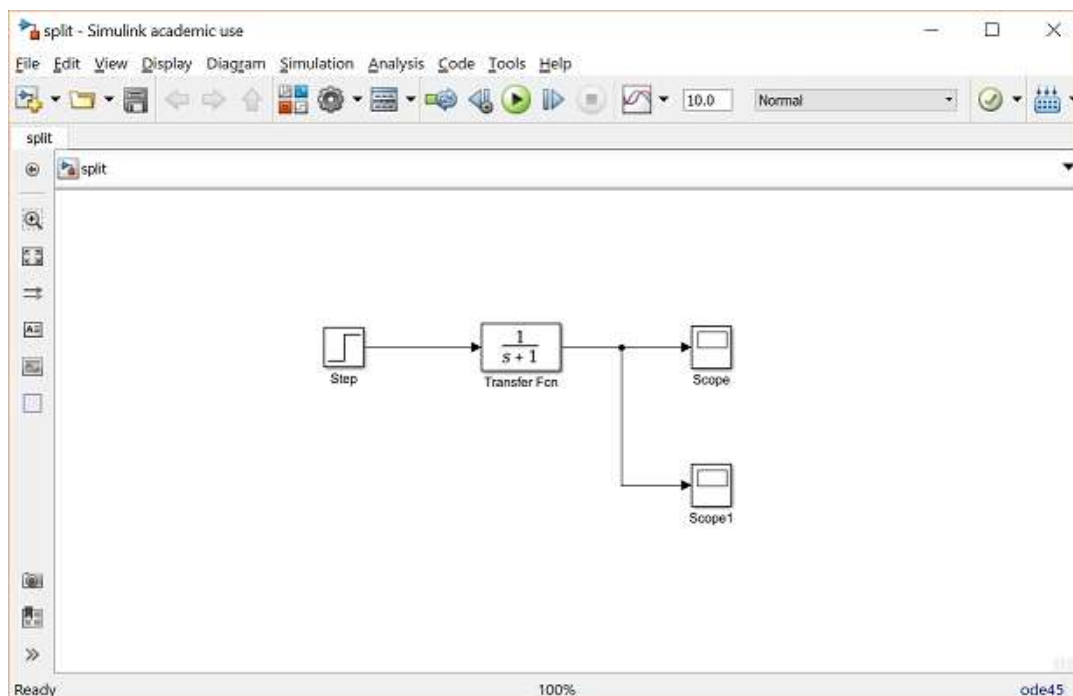 split - Simulink academic use
File Edit View Display Diagram Simulation Analysis Code Tools Help
10.0 Normal
split
split
1
s + 1
Step
Transfer Fcn
Scope
Scope1
Ready 100% ode45